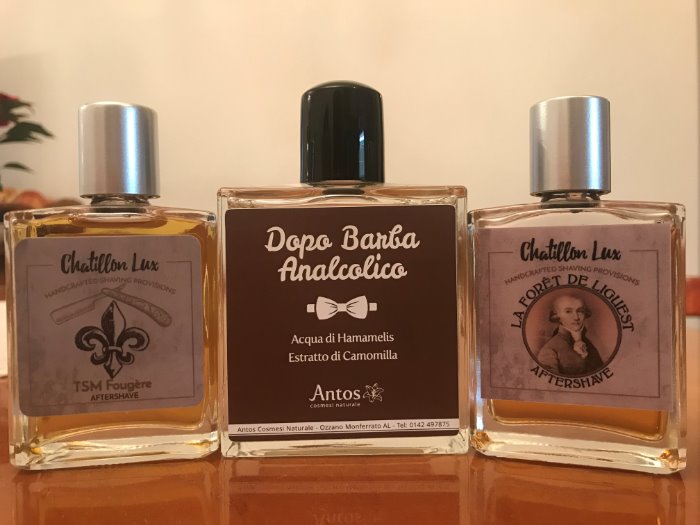 Chatillon Lux
HANDCRAFTED SHAVING PROVISIONS
TSM Fougère
AFTERSHAVE
Dopo Barba
Analcolico
Acqua di Hamamelis
Estratto di Camomilla
Antos
cosmesi naturale
Antos Cosmesi Naturale - Ozzano Monferrato AL - Tel: 0142 497875
Chatillon Lux
HANDCRAFTED SHAVING PROVISIONS
LA FORÊT DE LIGUEST
AFTERSHAVE